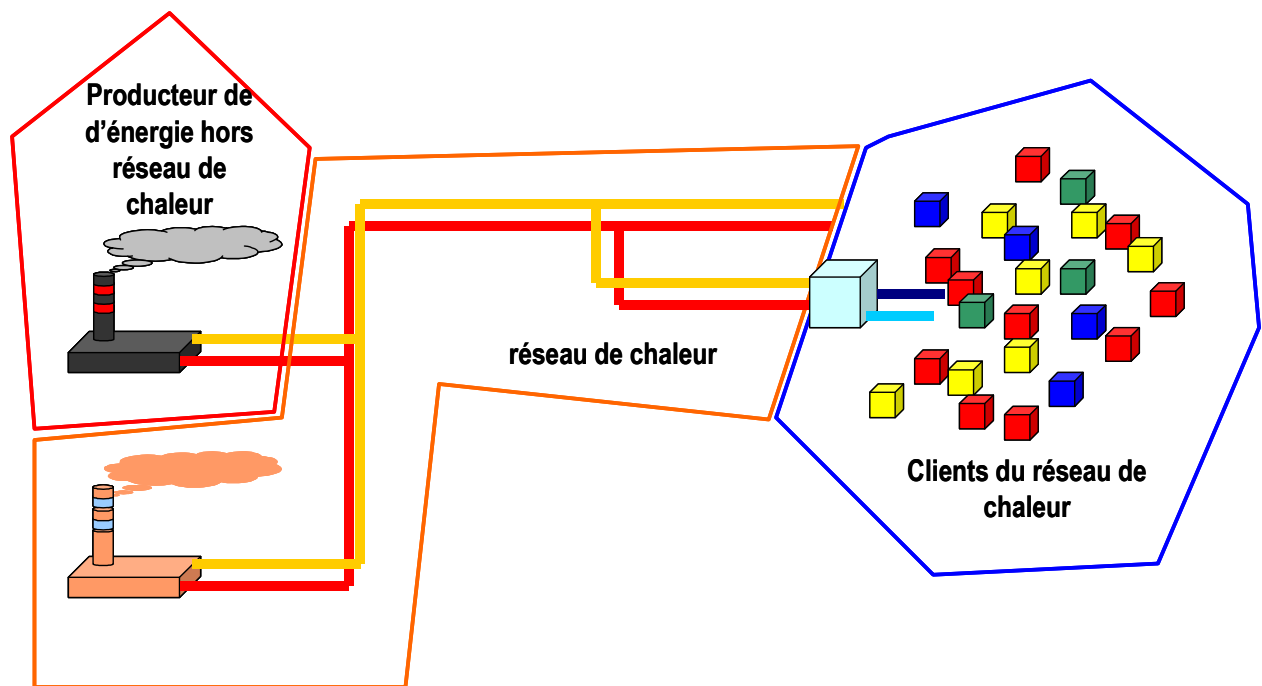 Producteur de
d'énergie hors
réseau de
chaleur
réseau de chaleur
Clients du réseau de
chaleur